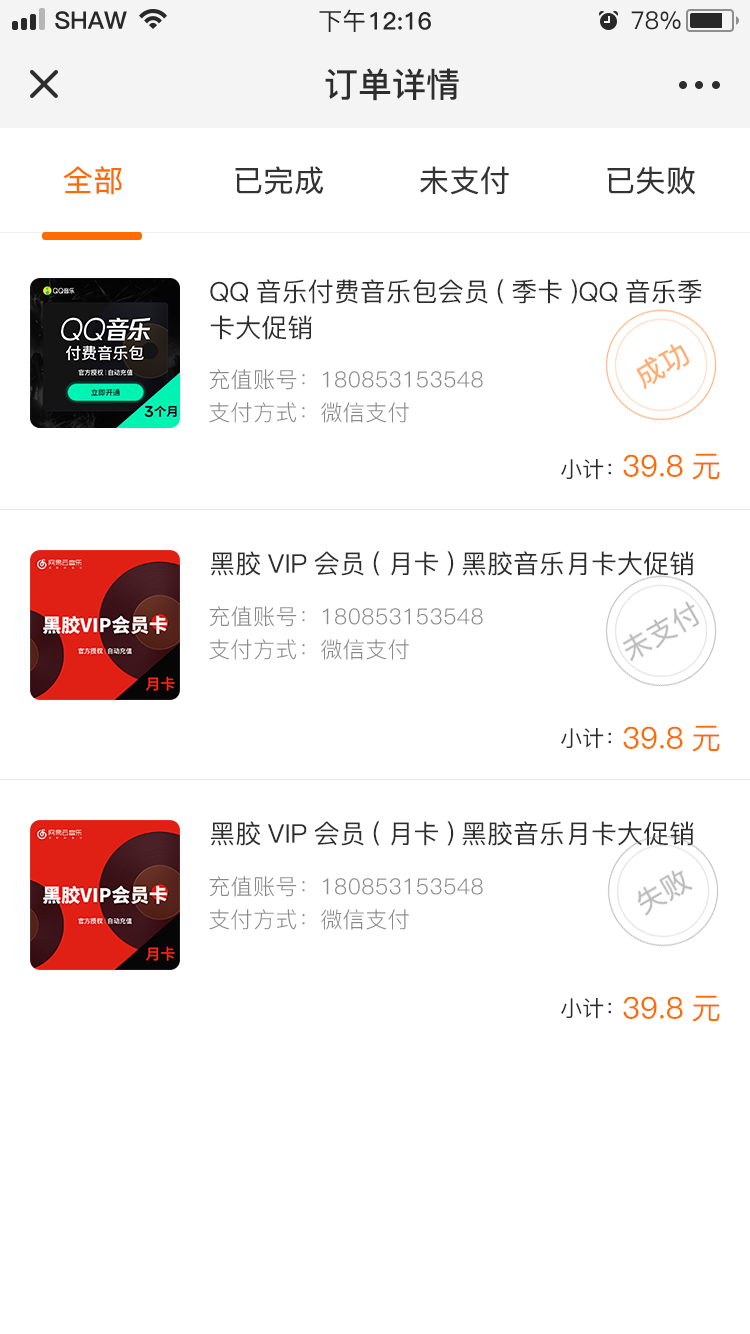 SHAW 下午12:16 78%
订单详情
全部 已完成 未支付 已失败
QQ音乐
QQ音乐
付费音乐包
官方授权 自动充值
立即开通
3个月
QQ 音乐付费音乐包会员 ( 季卡 )QQ 音乐季
卡大促销
充值账号: 180853153548
支付方式: 微信支付
成功
小计: 39.8 元
网易云音乐
黑胶VIP会员卡
官方授权 自动充值
月卡
黑胶 VIP 会员 ( 月卡 ) 黑胶音乐月卡大促销
充值账号: 180853153548
支付方式: 微信支付
未支付
小计: 39.8 元
网易云音乐
黑胶VIP会员卡
官方授权 自动充值
月卡
黑胶 VIP 会员 ( 月卡 ) 黑胶音乐月卡大促销
充值账号: 180853153548
支付方式: 微信支付
失败
小计: 39.8 元